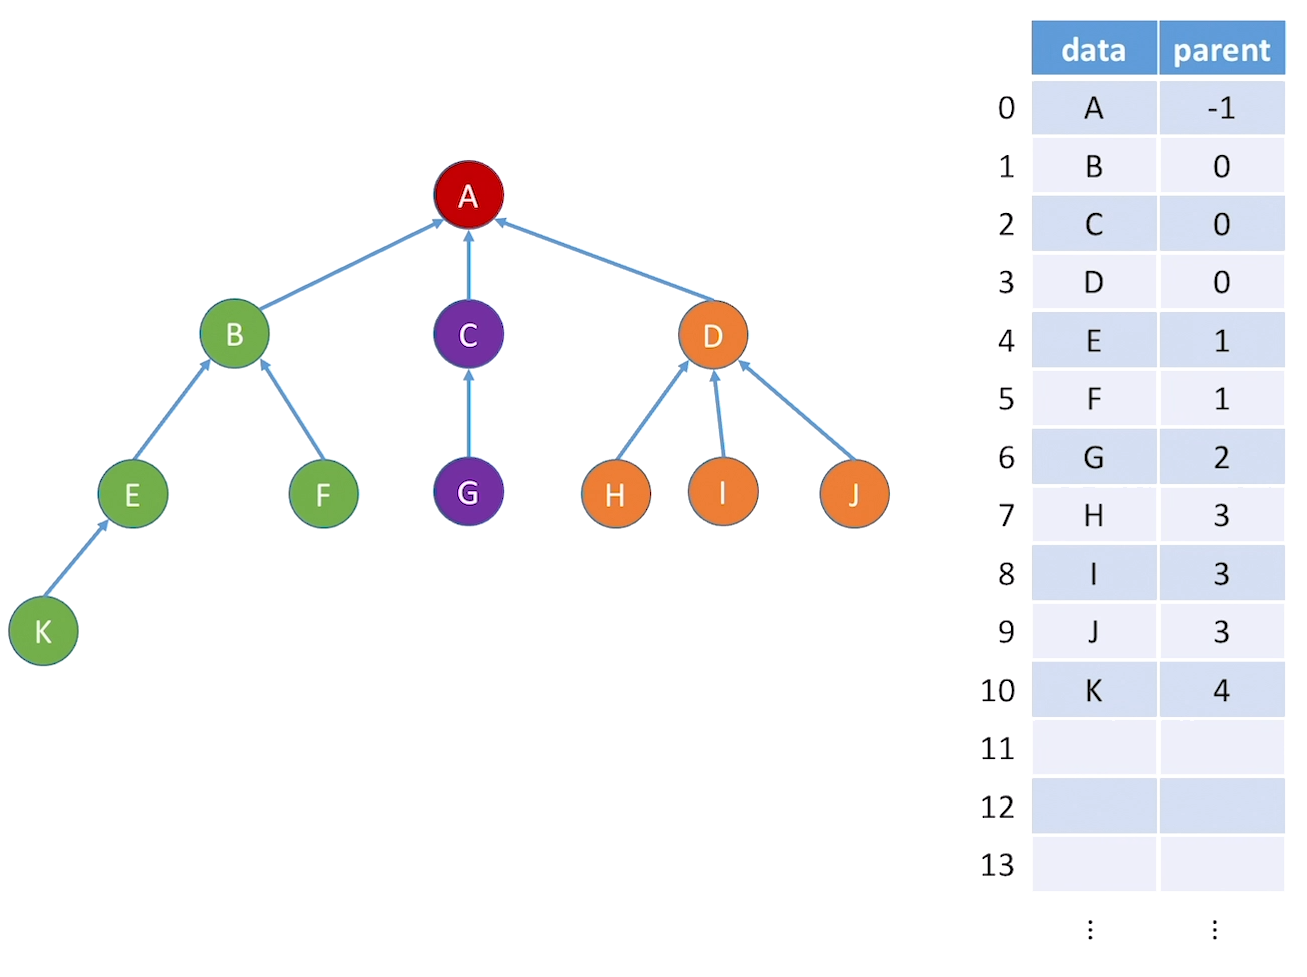 A
B C D
E F G H I J
K
data parent
0 A -1
1 B 0
2 C 0
3 D 0
4 E 1
5 F 1
6 G 2
7 H 3
8 I 3
9 J 3
10 K 4
11
12
13
⋮ ⋮